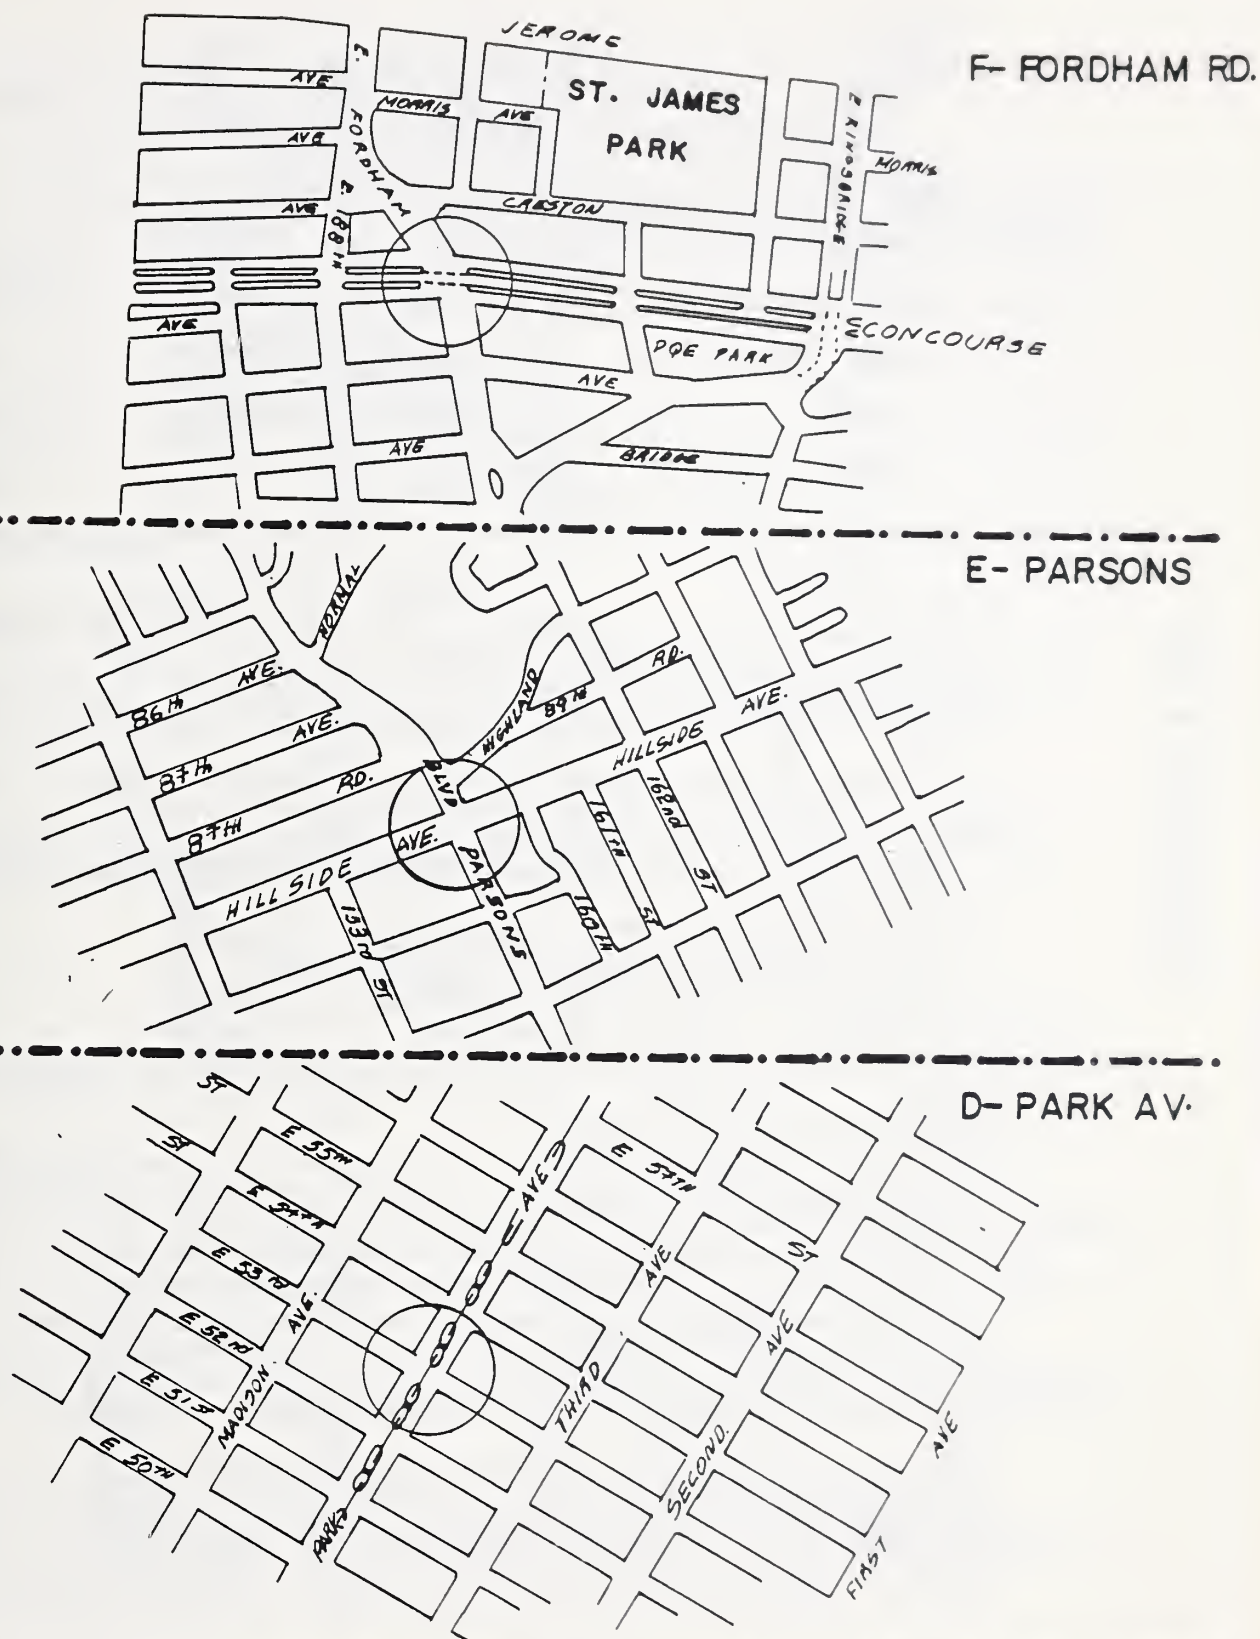 F- FORDHAM RD.
JEROME
E. FORDHAM
AVE
MORRIS AVE
ST. JAMES
PARK
E KINGSBRIDGE
MORRIS
AVE
AVE
E. 188TH
CRESTON
AVE
CONCOURSE
POE PARK
AVE
AVE
BRIDGE
E- PARSONS
NORMAL
HIGHLAND
86TH AVE.
87TH AVE.
87TH RD.
89TH
RD.
HILLSIDE AVE.
HILLSIDE AVE.
BLVD
PARSONS
153RD ST
160TH
161TH ST
162nd ST
D- PARK AV.
ST
ST
E 55TH
E 54TH
E 53rd
E 52nd
E 51ST
E 50TH
E 57TH
ST
MADISON AVE.
PARK
AVE
THIRD
AVE
SECOND.
AVE
FIRST
AVE